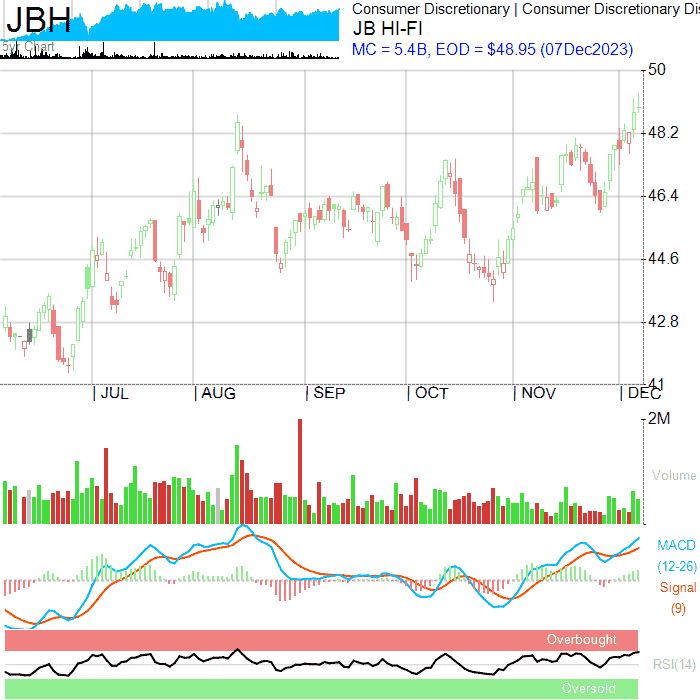 JBH
5yr Chart
Consumer Discretionary | Consumer Discretionary Dis
JB HI-FI
MC = 5.4B, EOD = $48.95 (07Dec2023)
50
48.2
46.4
44.6
42.8
41
| JUL | AUG | SEP | OCT | NOV | DEC
2M
Volume
MACD
(12-26)
Signal
(9)
Overbought
RSI(14)
Oversold